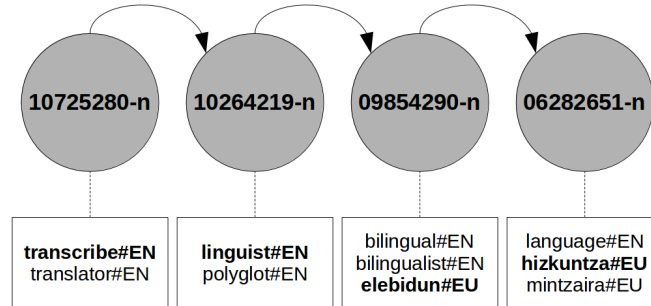 10725280-n
10264219-n
09854290-n
06282651-n
transcribe#EN
translator#EN
linguist#EN
polyglot#EN
bilingual#EN
bilingualist#EN
elebidun#EU
language#EN
hizkuntza#EU
mintzaira#EU